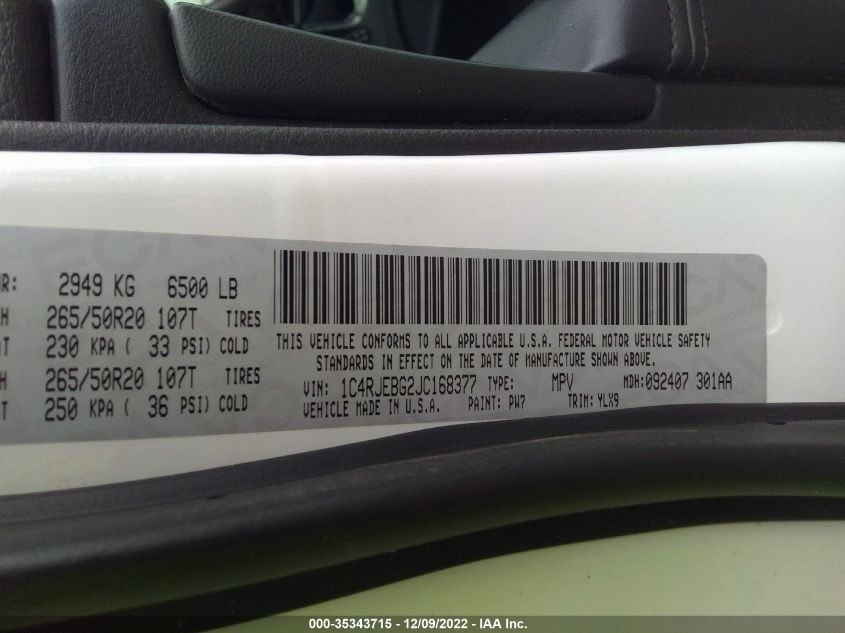 R: 2949 KG 6500 LB
H 265/50R20 107T TIRES
T 230 KPA ( 33 PSI) COLD
H 265/50R20 107T TIRES
T 250 KPA ( 36 PSI) COLD
THIS VEHICLE CONFORMS TO ALL APPLICABLE U.S.A. FEDERAL MOTOR VEHICLE SAFETY
STANDARDS IN EFFECT ON THE DATE OF MANUFACTURE SHOWN ABOVE.
VIN: 1C4RJEBG2JC168377 TYPE: MPV MDH:092407 301AA
VEHICLE MADE IN U.S.A. PAINT: PW7 TRIM: YLX9
000-35343715 - 12/09/2022 - IAA Inc.